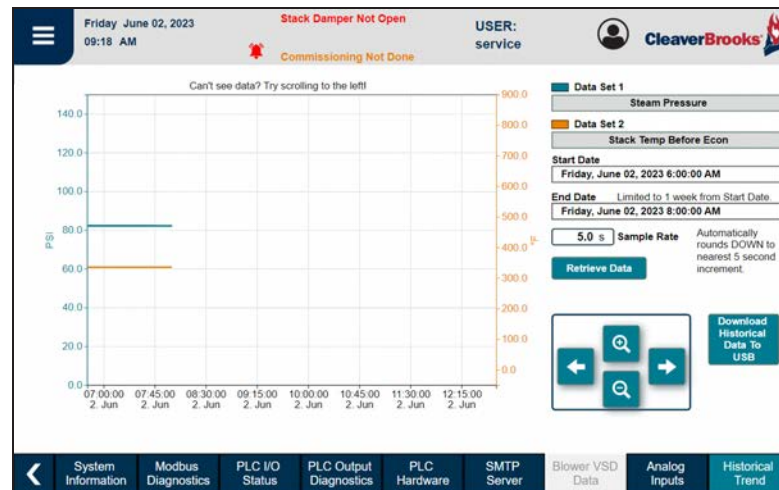 Friday June 02, 2023
09:18 AM
Stack Damper Not Open
Commissioning Not Done
USER:
service
CleaverBrooks
Can't see data? Try scrolling to the left!
140.0
120.0
100.0
80.0
60.0
40.0
20.0
0.0
PSI
900.0
800.0
700.0
600.0
500.0
400.0
300.0
200.0
100.0
0.0
°F
07:00:00 07:45:00 08:30:00 09:15:00 10:00:00 10:45:00 11:30:00 12:15:00
2. Jun 2. Jun 2. Jun 2. Jun 2. Jun 2. Jun 2. Jun 2. Jun
Data Set 1
Steam Pressure
Data Set 2
Stack Temp Before Econ
Start Date
Friday, June 02, 2023 6:00:00 AM
End Date Limited to 1 week from Start Date.
Friday, June 02, 2023 8:00:00 AM
5.0 s Sample Rate
Automatically
rounds DOWN to
nearest 5 second
increment.
Retrieve Data
Download
Historical
Data To
USB
System
Information
Modbus
Diagnostics
PLC I/O
Status
PLC Output
Diagnostics
PLC
Hardware
SMTP
Server
Blower VSD
Data
Analog
Inputs
Historical
Trend